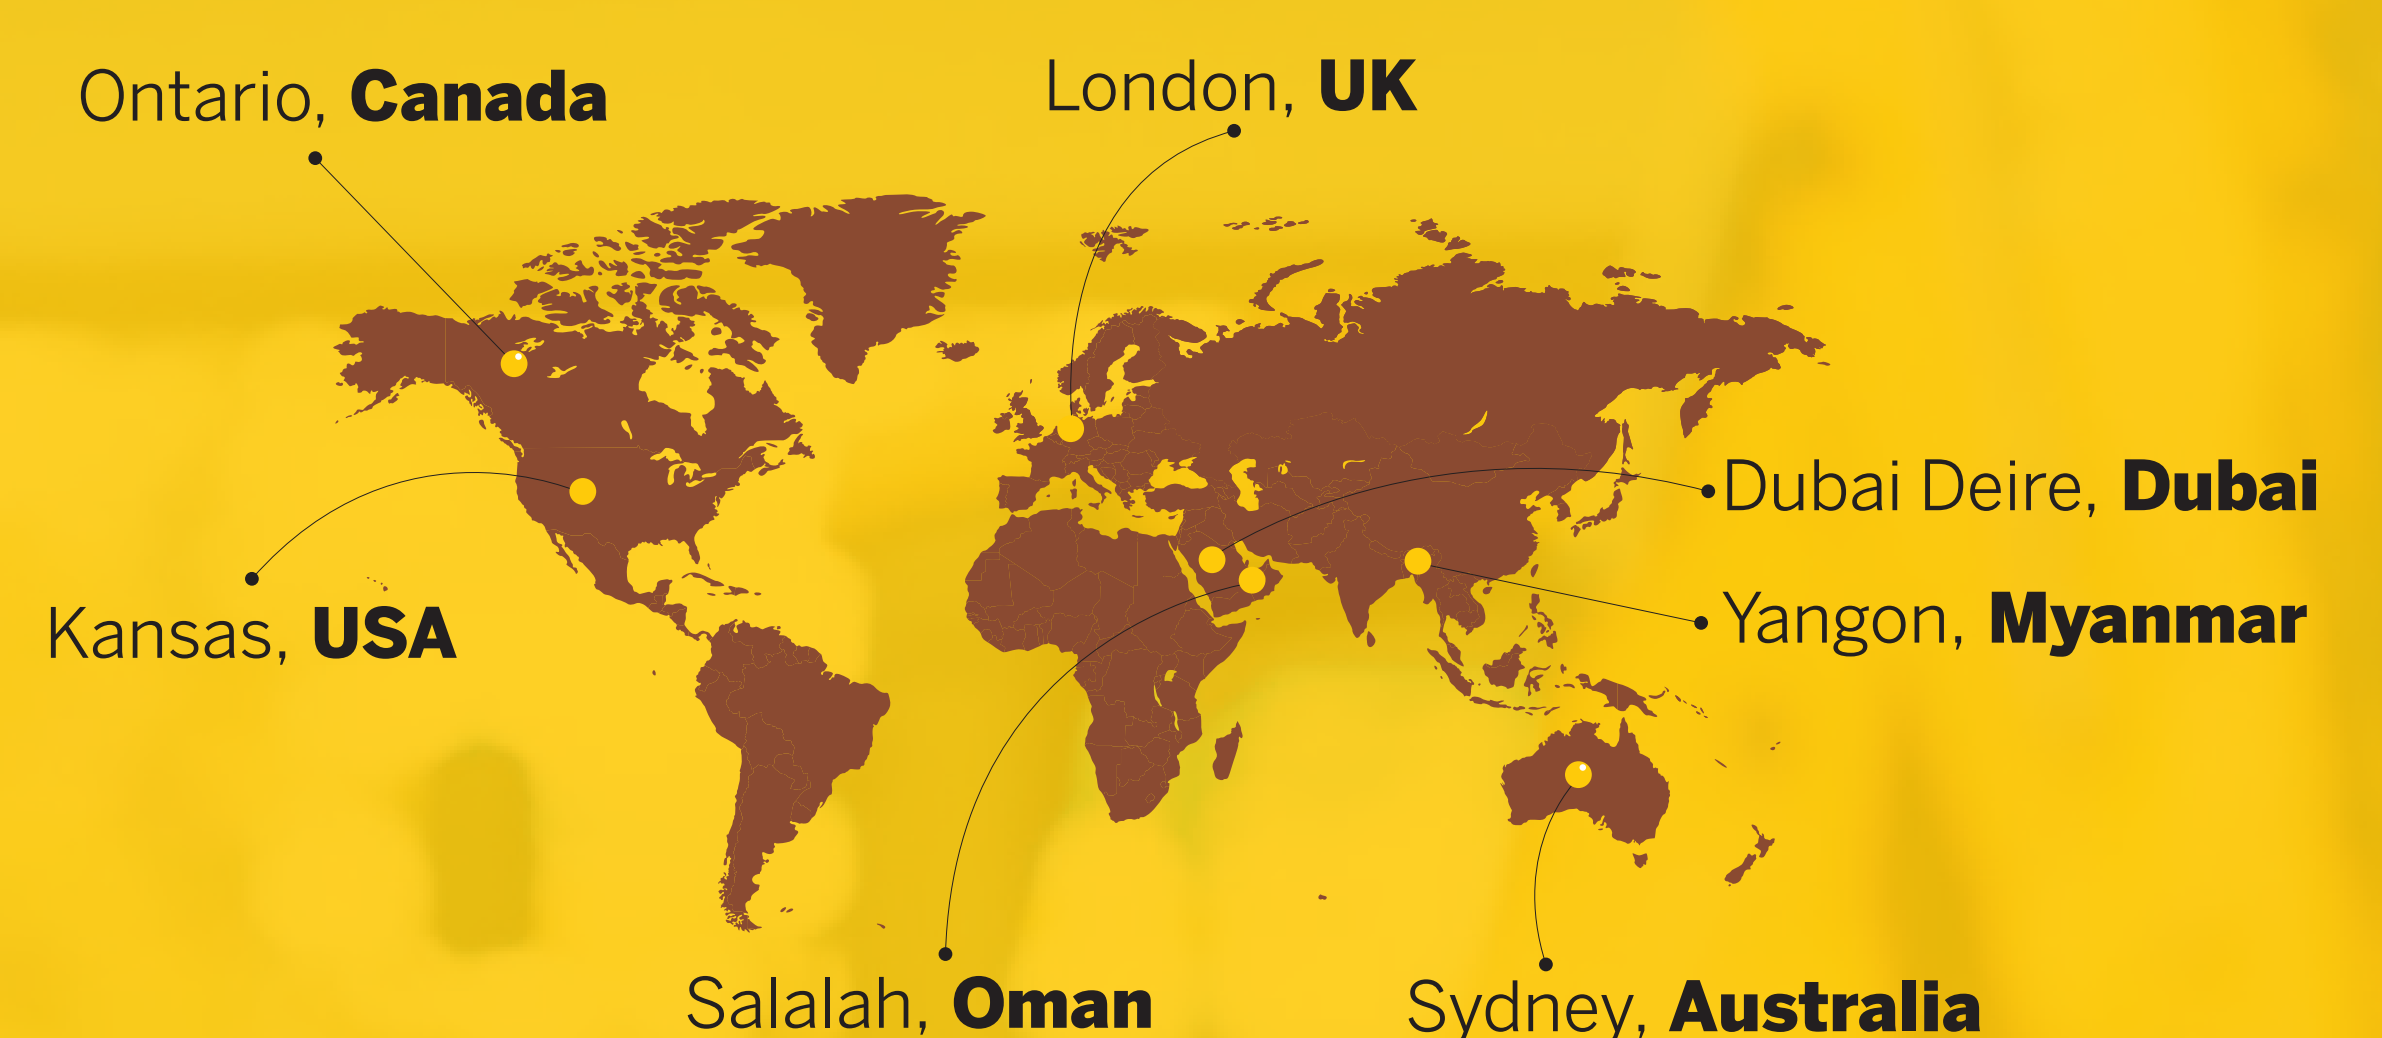 Ontario, Canada
London, UK
Dubai Deire, Dubai
Kansas, USA
Yangon, Myanmar
Salalah, Oman
Sydney, Australia